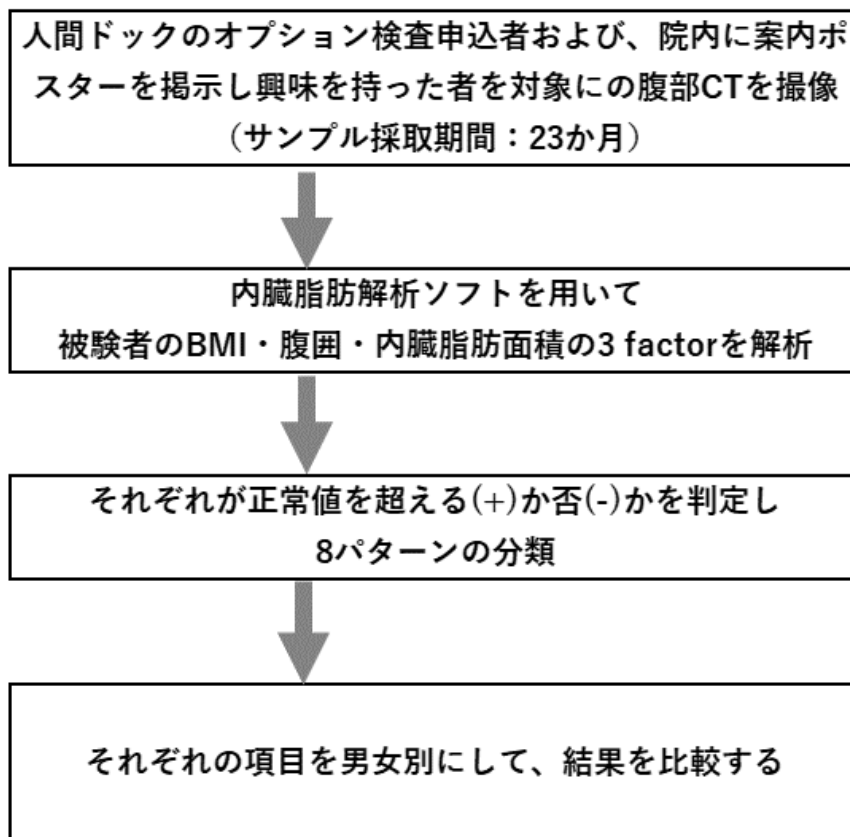 人間ドックのオプション検査申込者および、院内に案内ポ
スターを掲示し興味を持った者を対象にの腹部CTを撮像
（サンプル採取期間：23か月）
内臓脂肪解析ソフトを用いて
被験者のBMI・腹囲・内臓脂肪面積の3 factorを解析
それぞれが正常値を超える(+)か否(-)かを判定し
8パターンの分類
それぞれの項目を男女別にして、結果を比較する